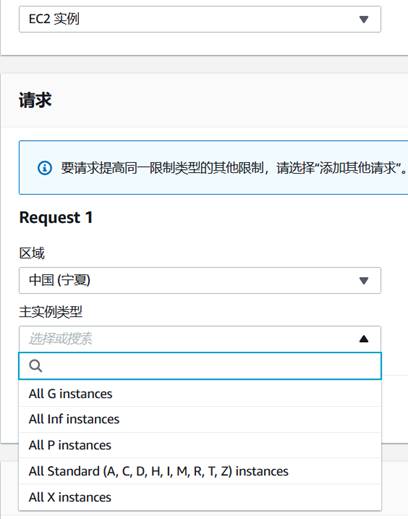 EC2 实例
请求
要请求提高同一限制类型的其他限制，请选择“添加其他请求”。
Request 1
区域
中国 (宁夏)
主实例类型
选择或搜索
All G instances
All Inf instances
All P instances
All Standard (A, C, D, H, I, M, R, T, Z) instances
All X instances